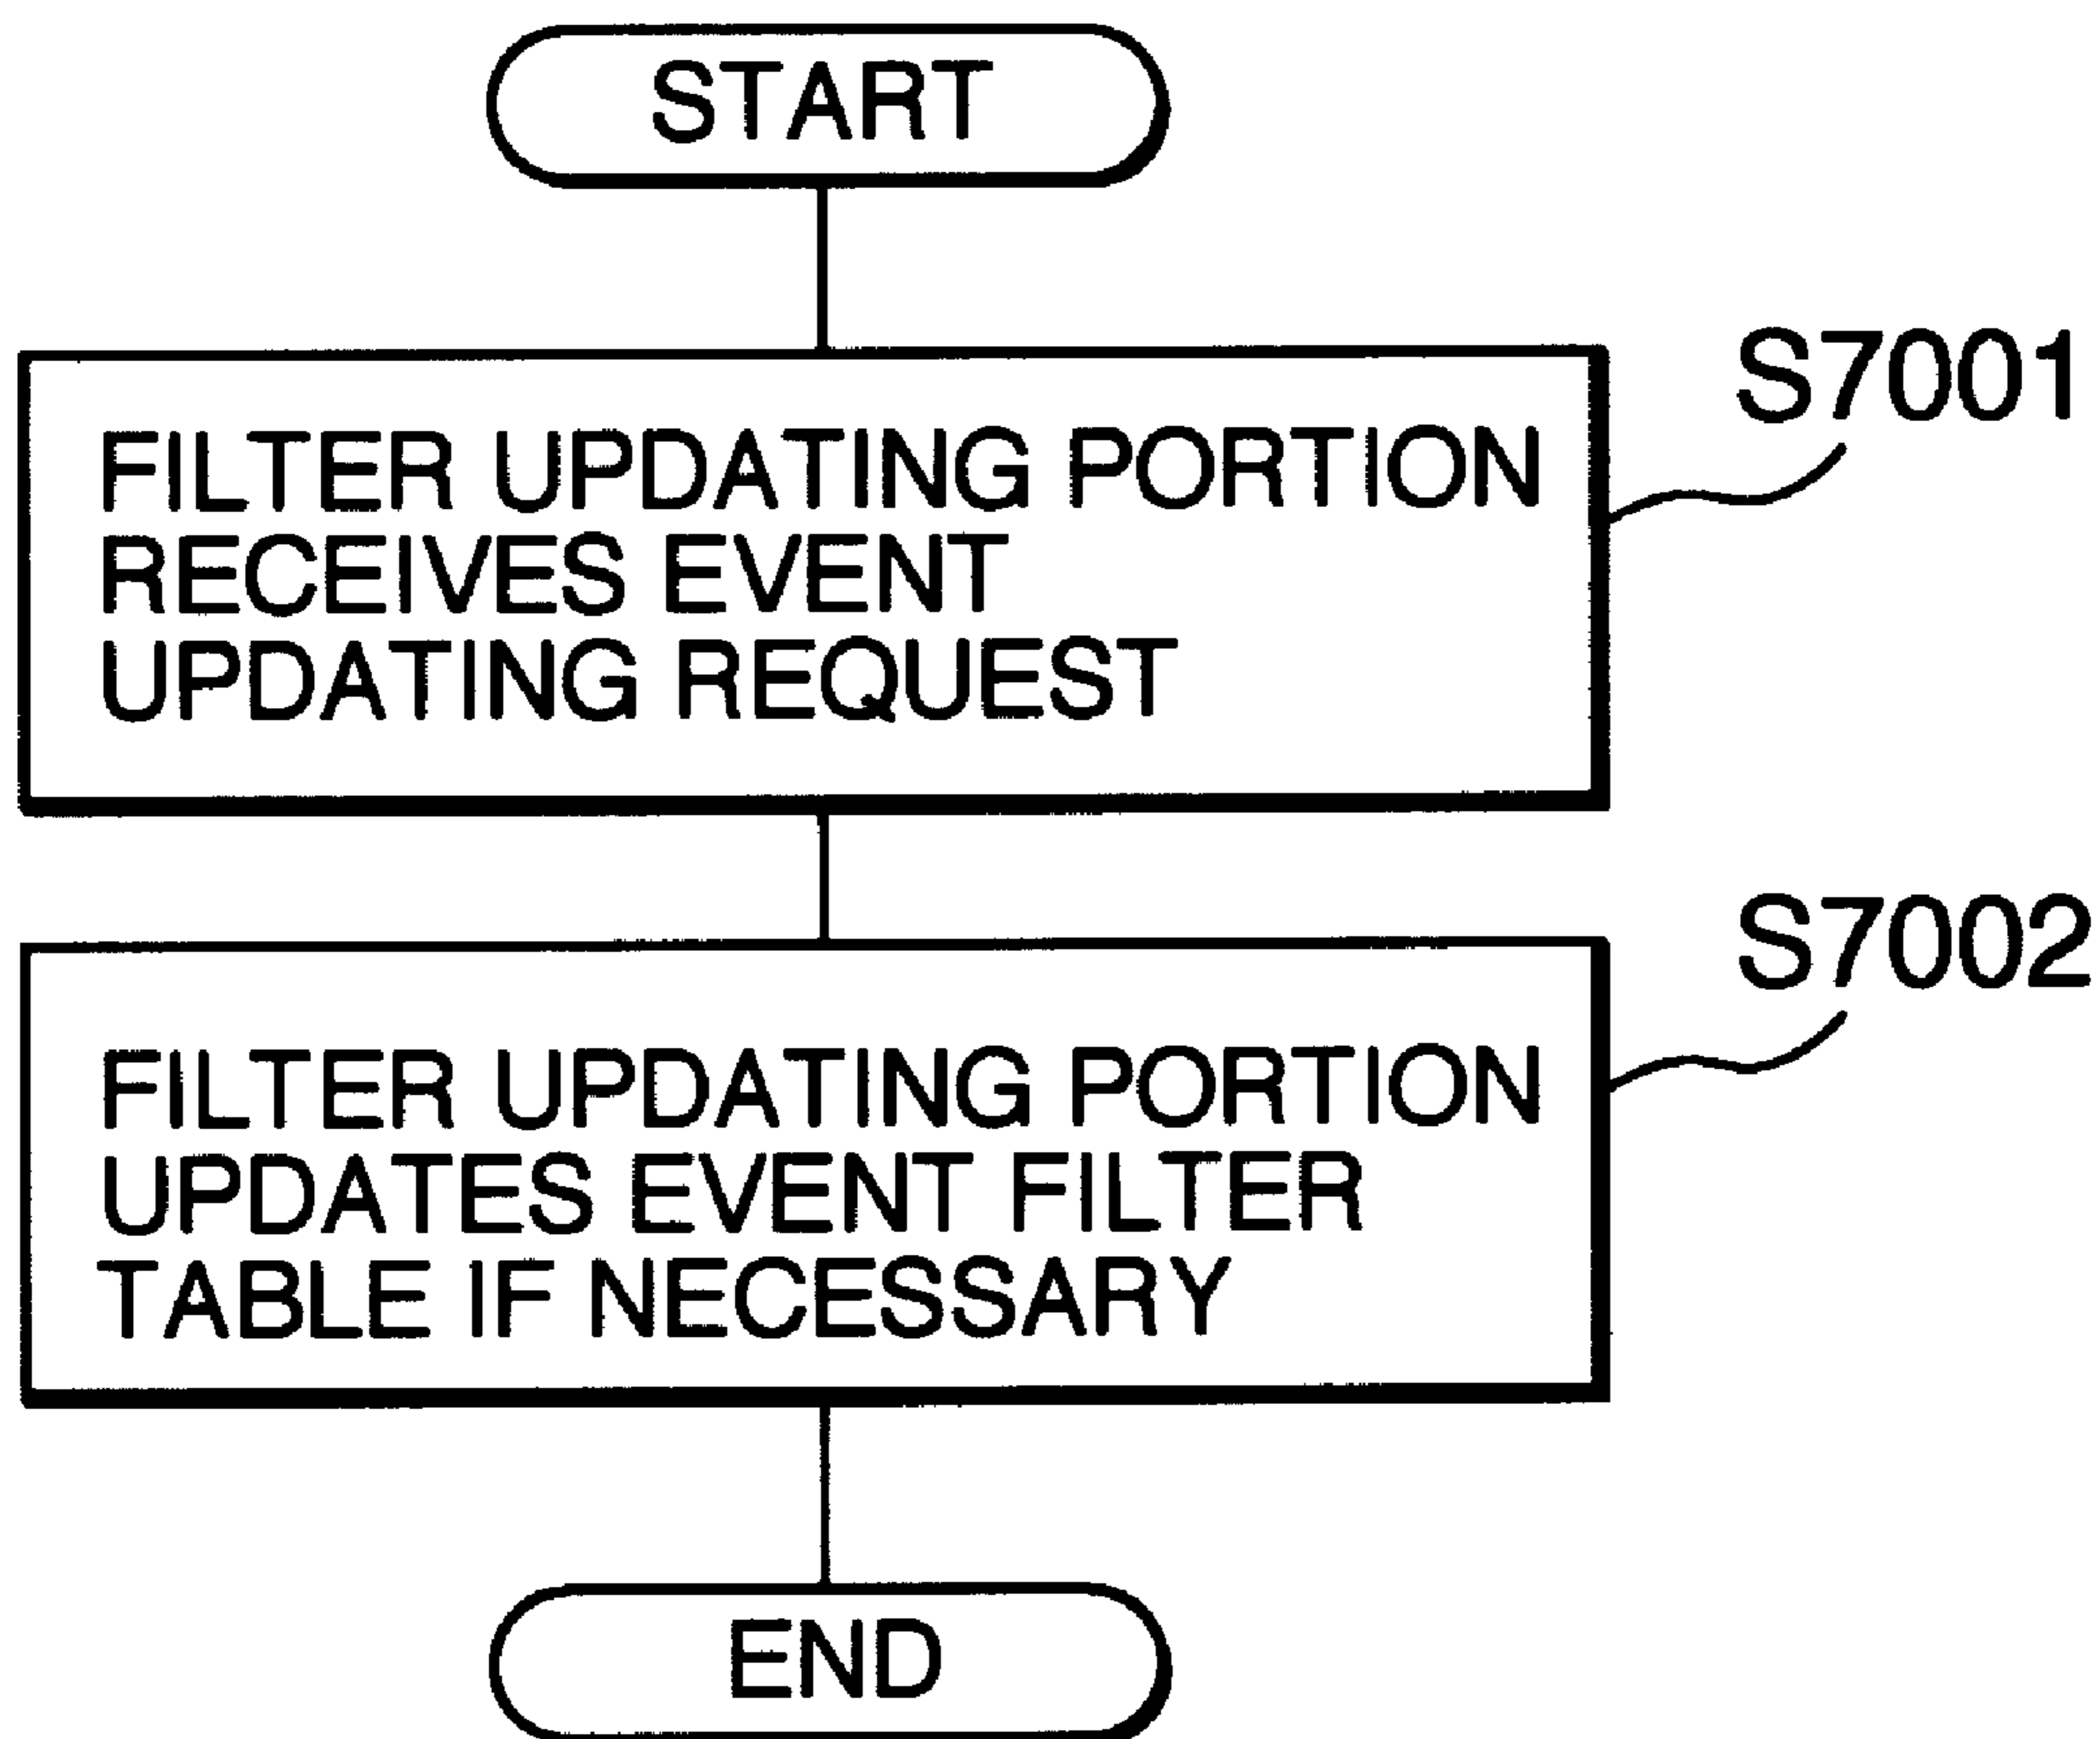 START
S7001
FILTER UPDATING PORTION
RECEIVES EVENT
UPDATING REQUEST
S7002
FILTER UPDATING PORTION
UPDATES EVENT FILTER
TABLE IF NECESSARY
END